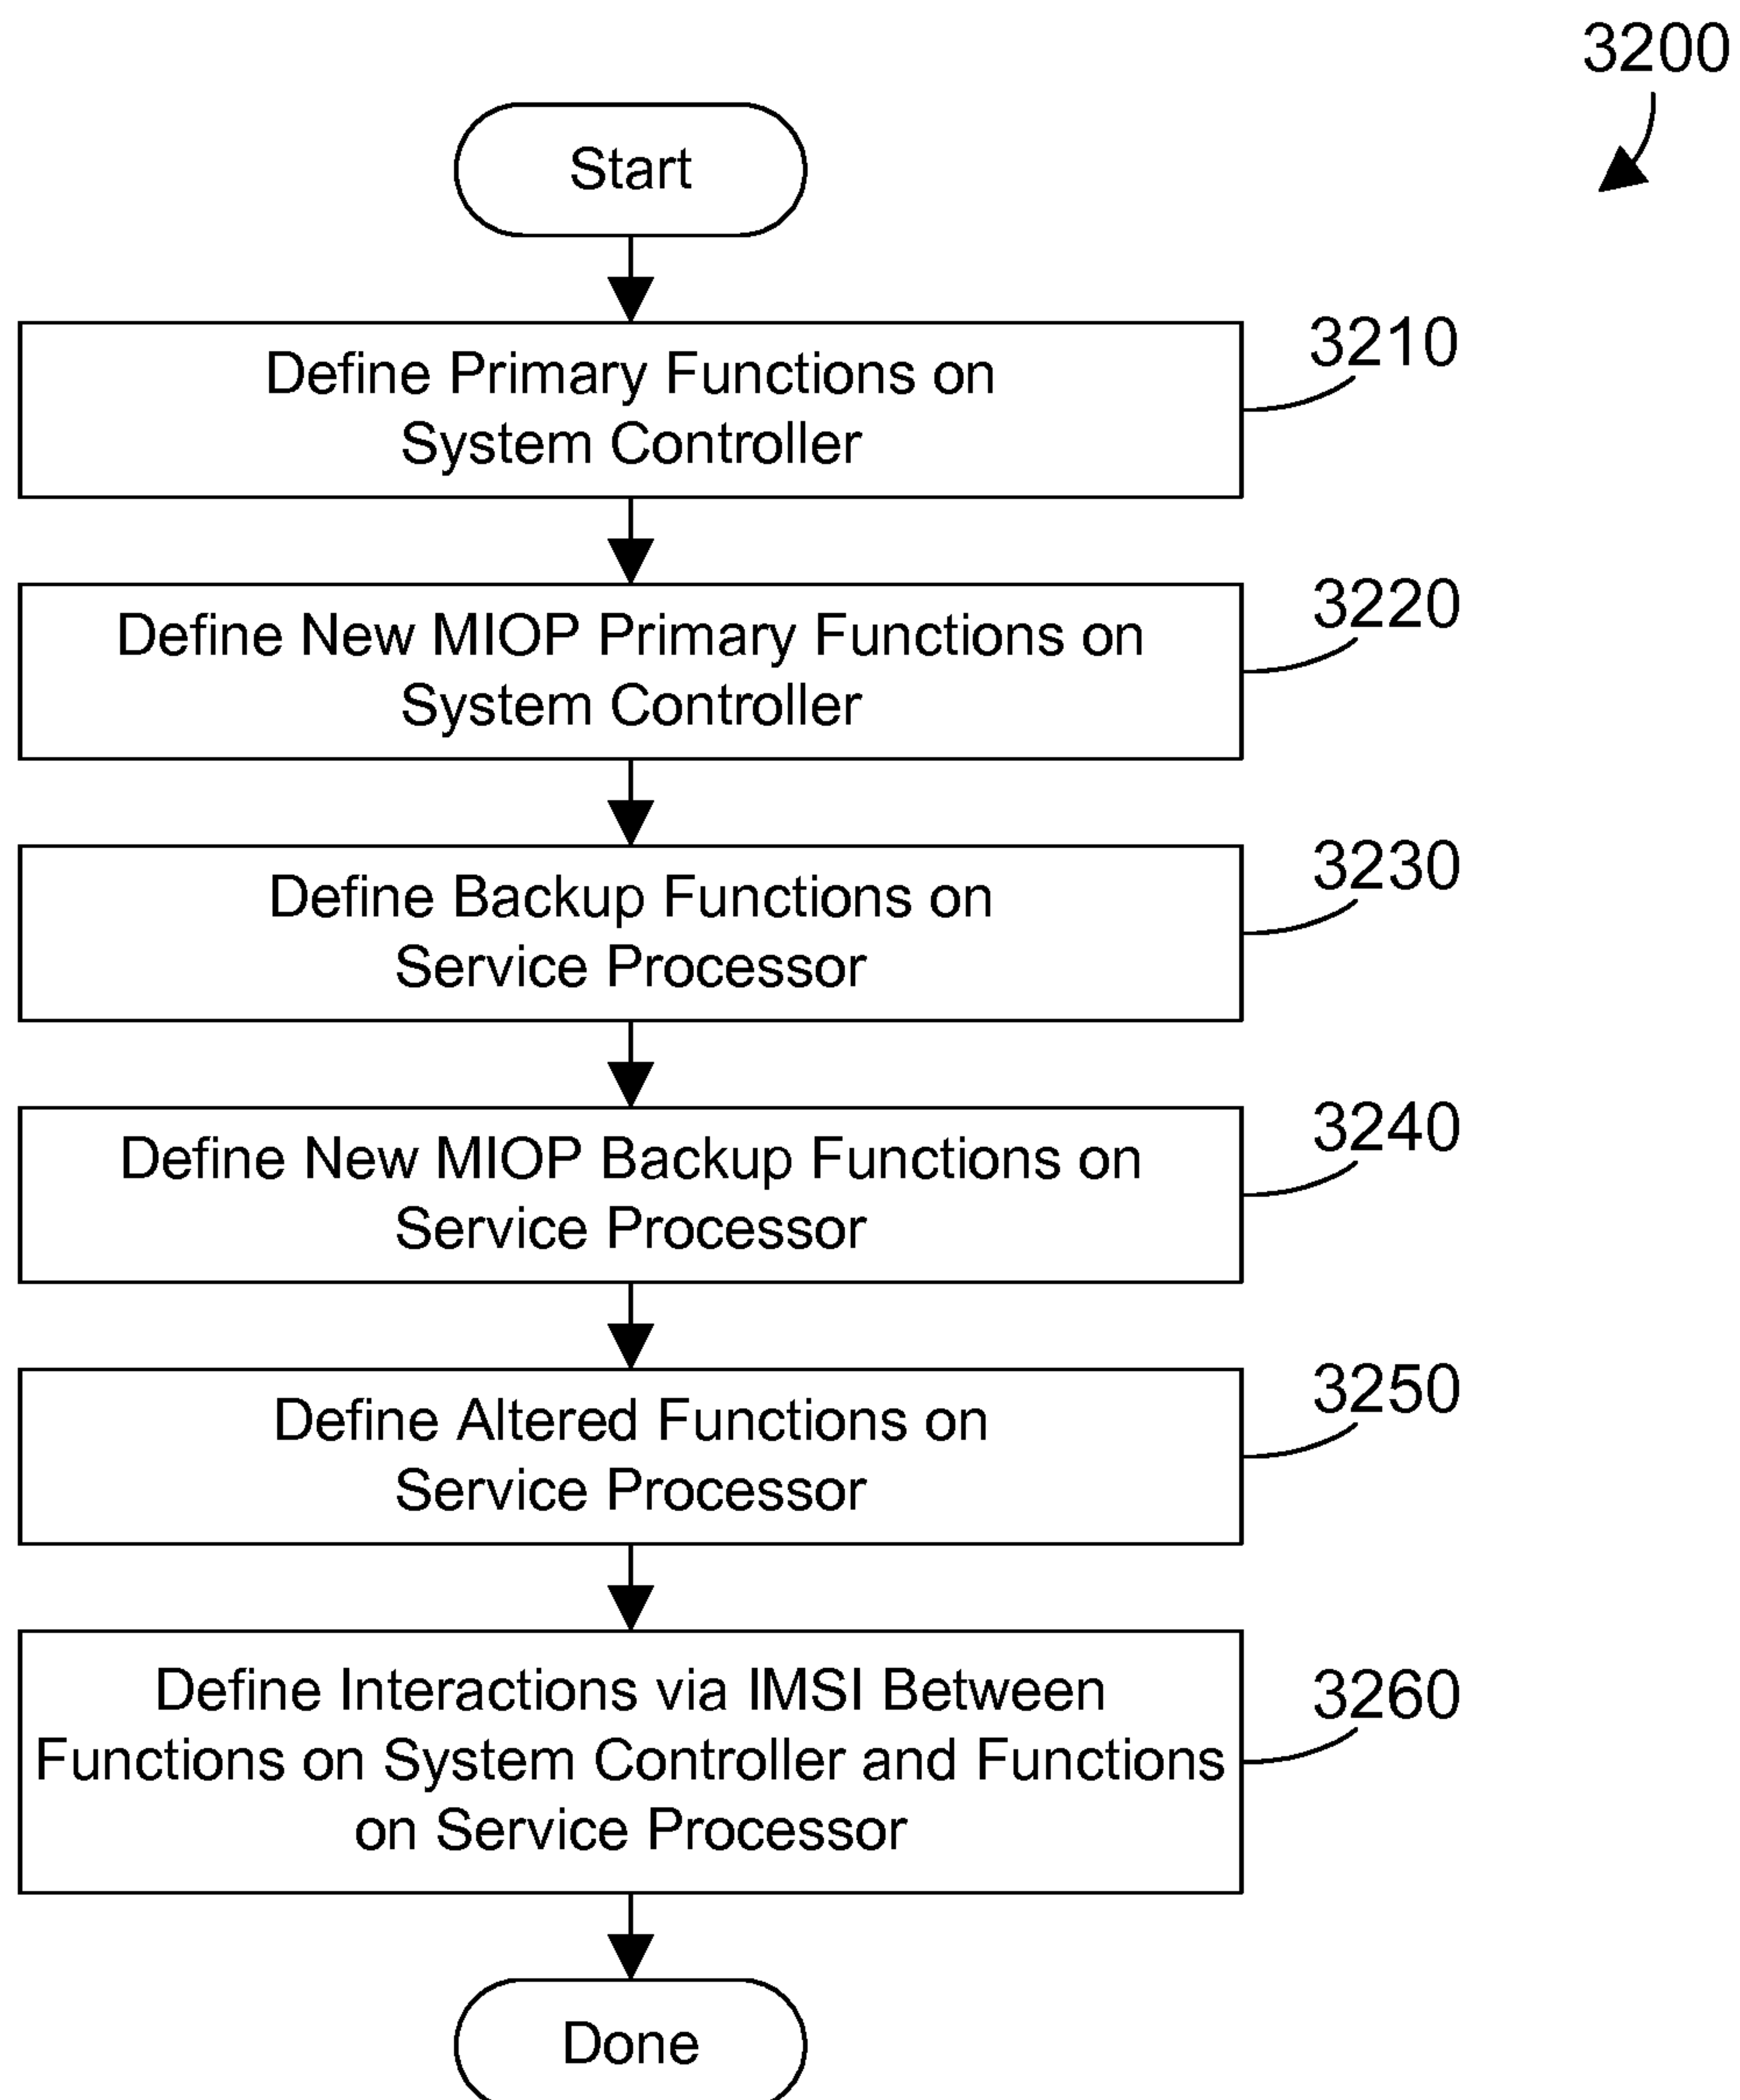 3200
Start
Define Primary Functions on
System Controller
3210
Define New MIOP Primary Functions on
System Controller
3220
Define Backup Functions on
Service Processor
3230
Define New MIOP Backup Functions on
Service Processor
3240
Define Altered Functions on
Service Processor
3250
Define Interactions via IMSI Between
Functions on System Controller and Functions
on Service Processor
3260
Done